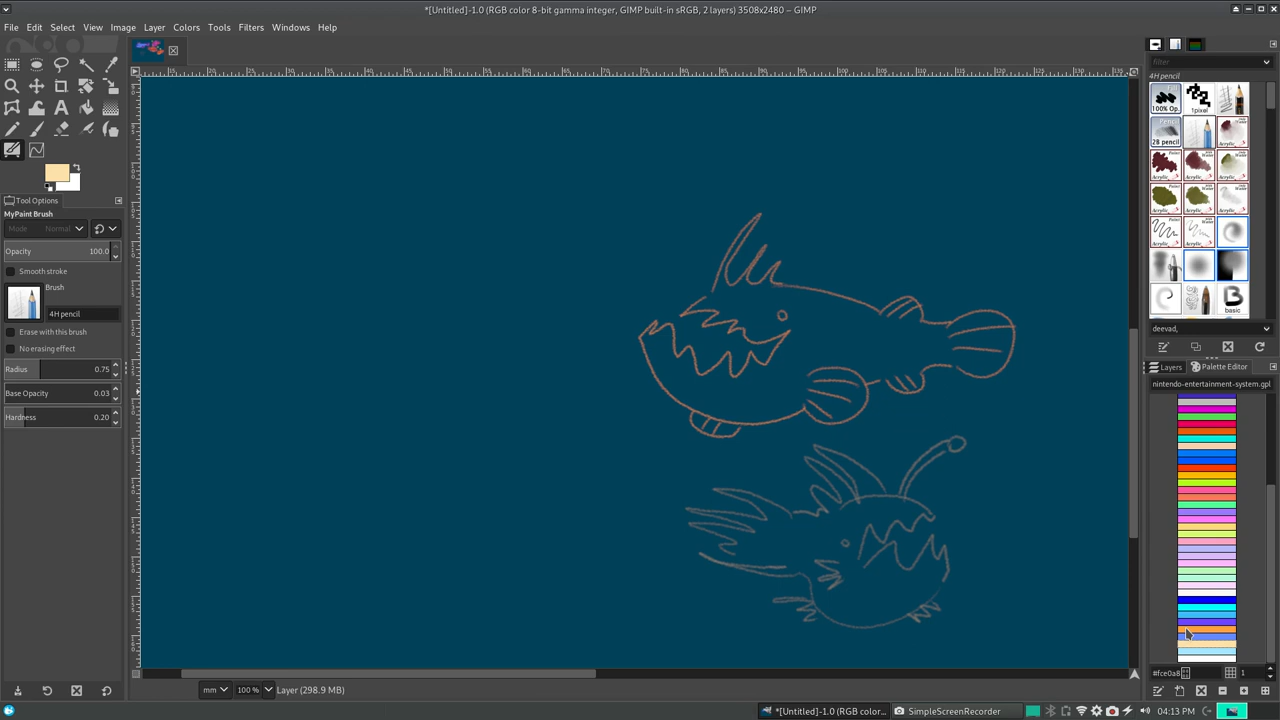 *[Untitled]-1.0 (RGB color 8-bit gamma integer, GIMP built-in sRGB, 2 layers) 3508x2480 – GIMP
File Edit Select View Image Layer Colors Tools Filters Windows Help
filter
4H pencil
100% Op.
1pixel
2B pencil
basic
deevad,
Tool Options
MyPaint Brush
Mode Normal
Opacity 100.0
Smooth stroke
Brush
4H pencil
Erase with this brush
No erasing effect
Radius 0.75
Base Opacity 0.03
Hardness 0.20
Layers Palette Editor
nintendo-entertainment-system.gpl
#fce0a8
1
mm 100 % Layer (298.9 MB)
*[Untitled]-1.0 (RGB color... SimpleScreenRecorder 04:13 PM